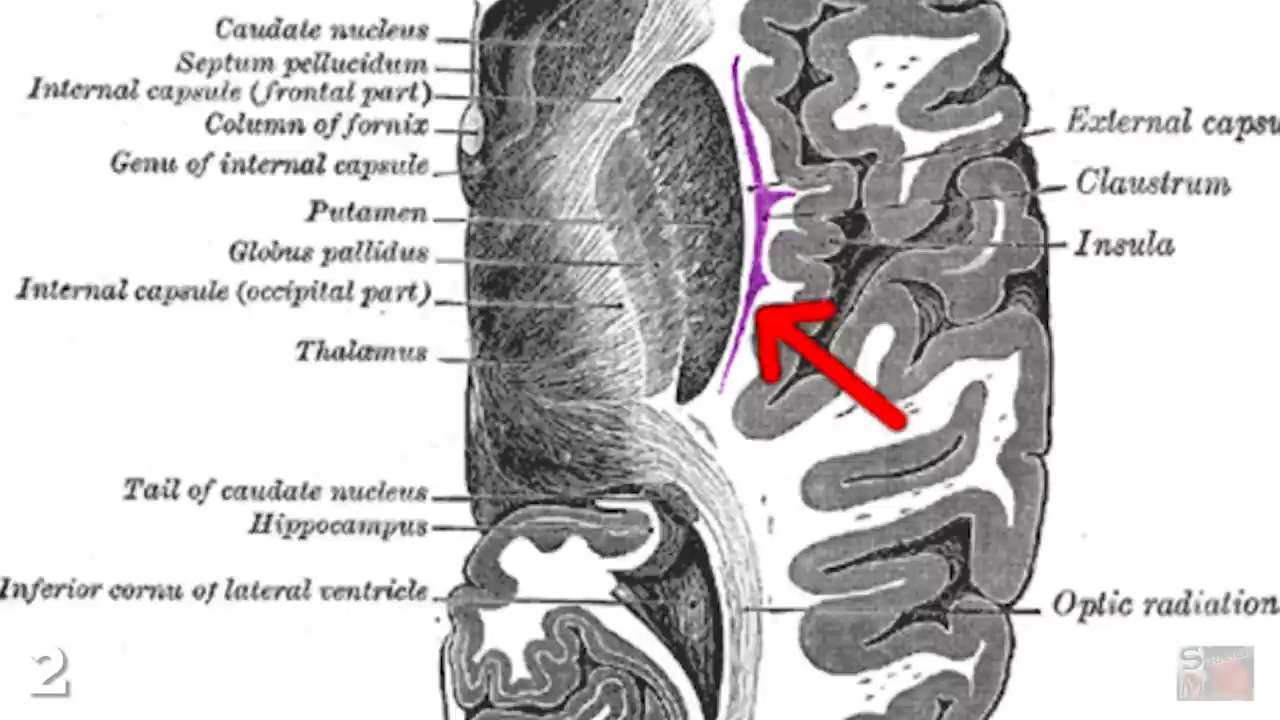 Caudate nucleus
Septum pellucidum
Internal capsule (frontal part)
Column of fornix
Genu of internal capsule
Putamen
Globus pallidus
Internal capsule (occipital part)
Thalamus
Tail of caudate nucleus
Hippocampus
Inferior cornu of lateral ventricle
External capsu
Claustrum
Insula
Optic radiation
2
S
M